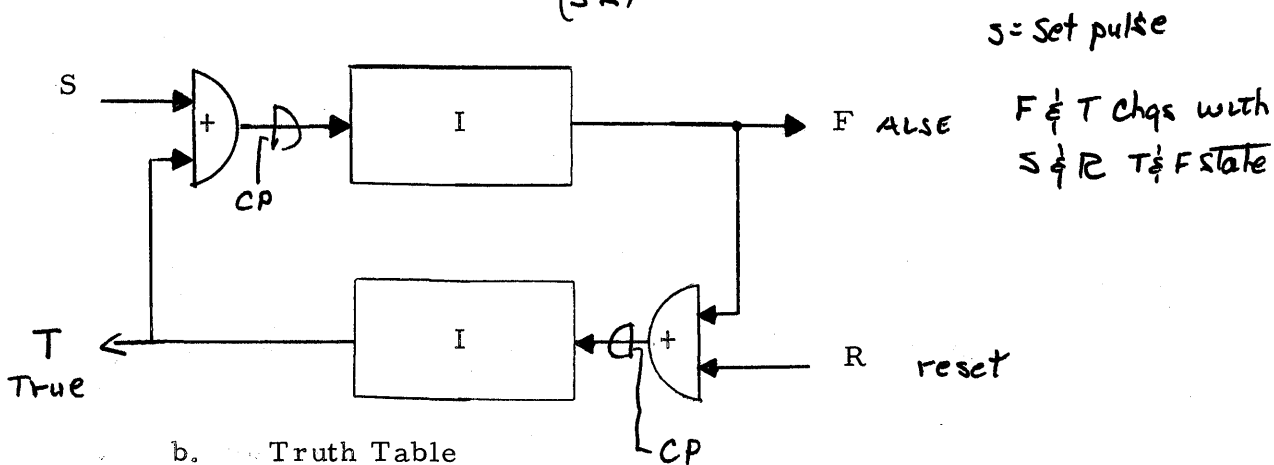 (S R)
s = Set pulse
S
+
CP
I
F ALSE
F & T Chgs with
S & R T & F State
T
True
I
+
CP
R reset
b. Truth Table